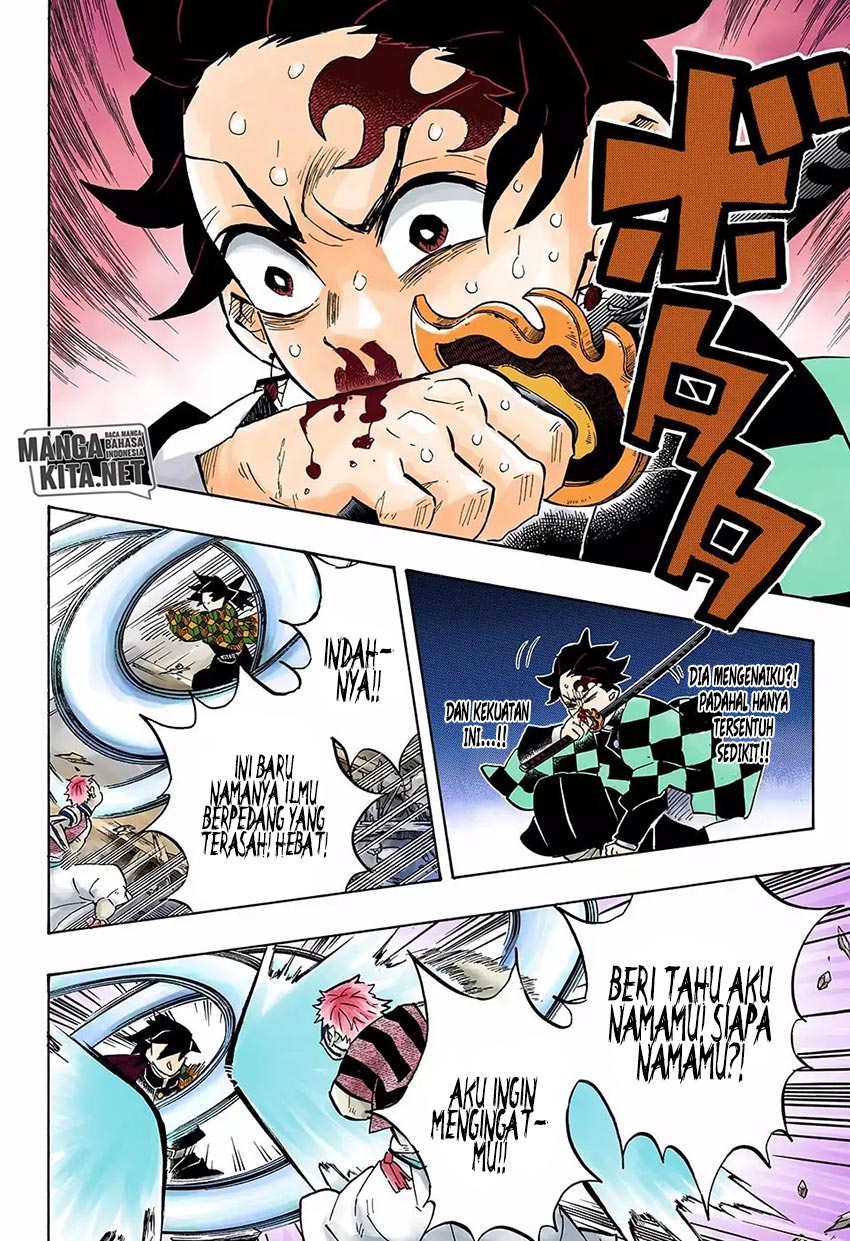 ボタタタ
MANGA
KITA.NET
BACA MANGA
BAHASA
INDONESIA
DIA MENGENAIKU?!
PADAHAL HANYA
TERSENTUH
SEDIKIT!!
DAN KEKUATAN
INI...!!
INDAH-
NYA!!
INI BARU
NAMANYA ILMU
BERPEDANG YANG
TERASAH! HEBAT!
BERI TAHU AKU
NAMAMU! SIAPA
NAMAMU?!
AKU INGIN
MENGINGAT-
MU!!